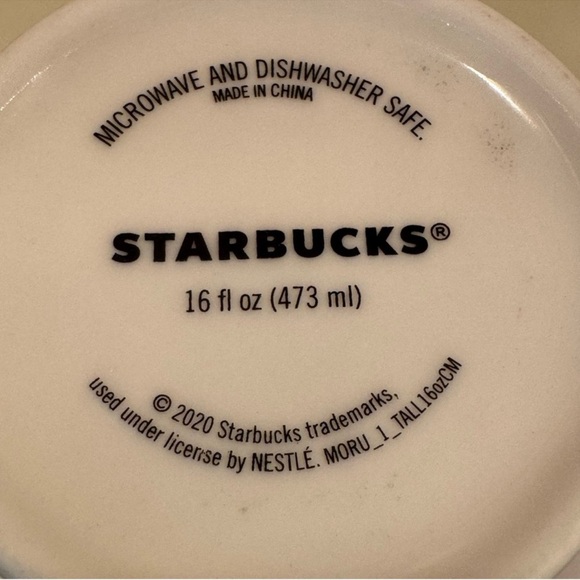 MICROWAVE AND DISHWASHER SAFE.
MADE IN CHINA
STARBUCKS®
16 fl oz (473 ml)
© 2020 Starbucks trademarks,
used under license by NESTLÉ. MORU_1_TALL16ozCM